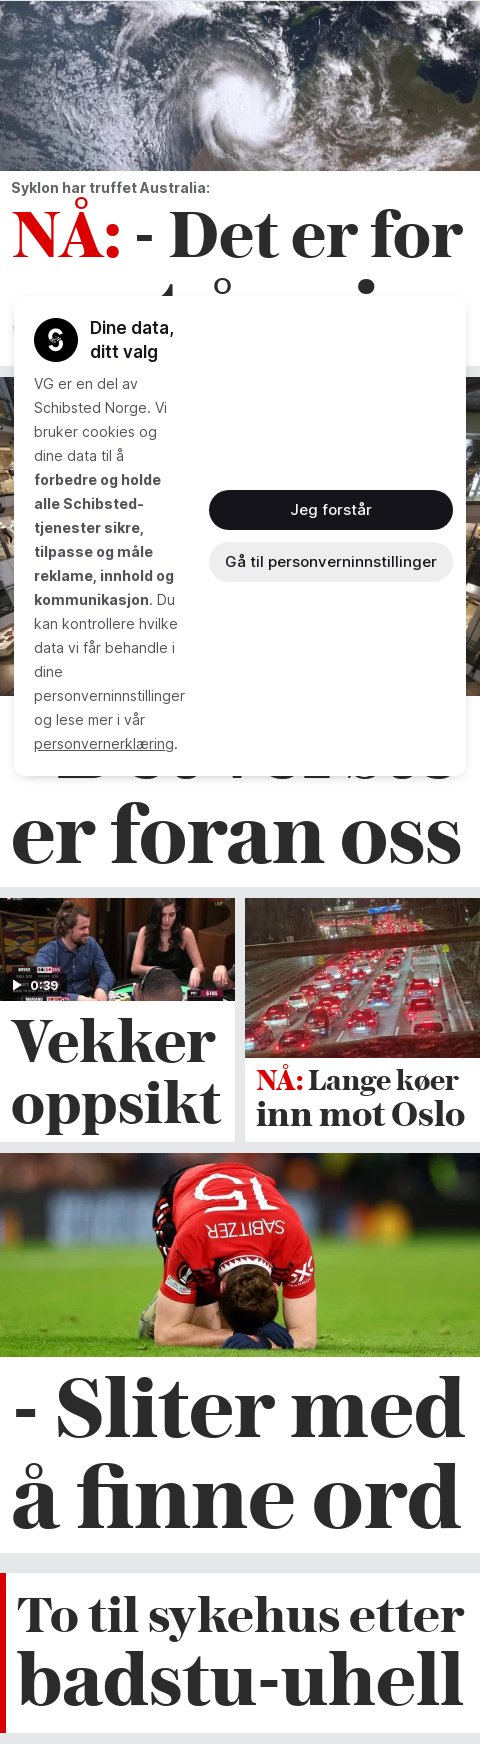 Syklon har truffet Australia:
NÅ: - Det er for
Dine data,
ditt valg
VG er en del av
Schibsted Norge. Vi
bruker cookies og
dine data til å
forbedre og holde
alle Schibsted-
tjenester sikre,
tilpasse og måle
reklame, innhold og
kommunikasjon. Du
kan kontrollere hvilke
data vi får behandle i
dine
personverninnstillinger
og lese mer i vår
personvernerklæring.
Jeg forstår
Gå til personverninnstillinger
er foran oss
0:39
Vekker
oppsikt
NÅ: Lange køer
inn mot Oslo
15
SABITZER
- Sliter med
å finne ord
To til sykehus etter
badstu-uhell